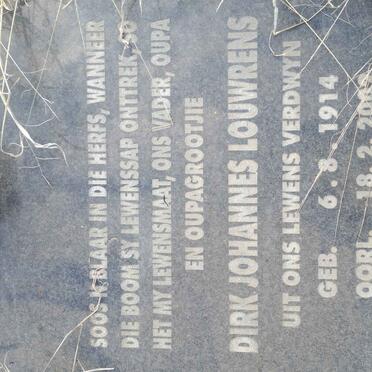 SOOS 'N BLAAR IN DIE HERFS, WANNEER
DIE BOOM SY LEWENSSAP ONTTREK, SO
HET MY LEWENSMAAT, ONS VADER, OUPA
EN OUPAGROOTJIE
DIRK JOHANNES LOUWRENS
UIT ONS LEWENS VERDWYN
GEB. 6. 8. 1914
OORL. 18. 2.